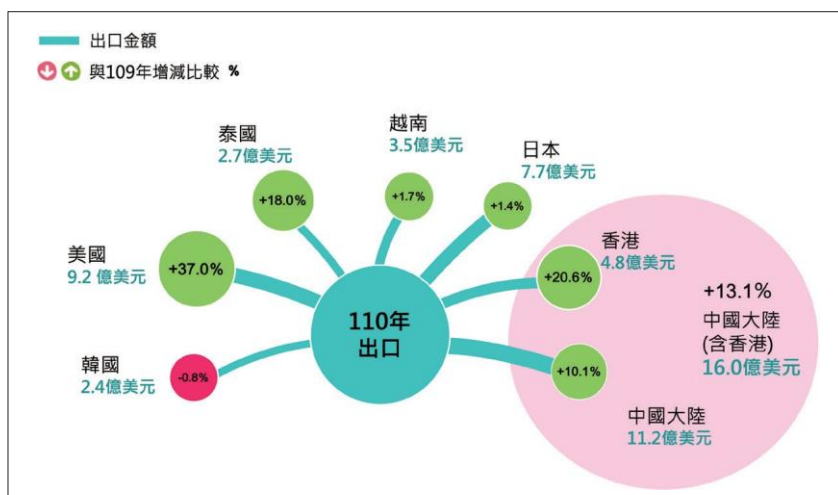 出口金額
與109年增減比較 %
越南
3.5億美元
泰國
2.7億美元
日本
7.7億美元
+18.0%
+1.7%
+1.4%
美國
9.2 億美元
+37.0%
香港
4.8億美元
+20.6%
+13.1%
中國大陸
(含香港)
16.0億美元
110年
出口
韓國
2.4億美元
-0.8%
+10.1%
中國大陸
11.2億美元